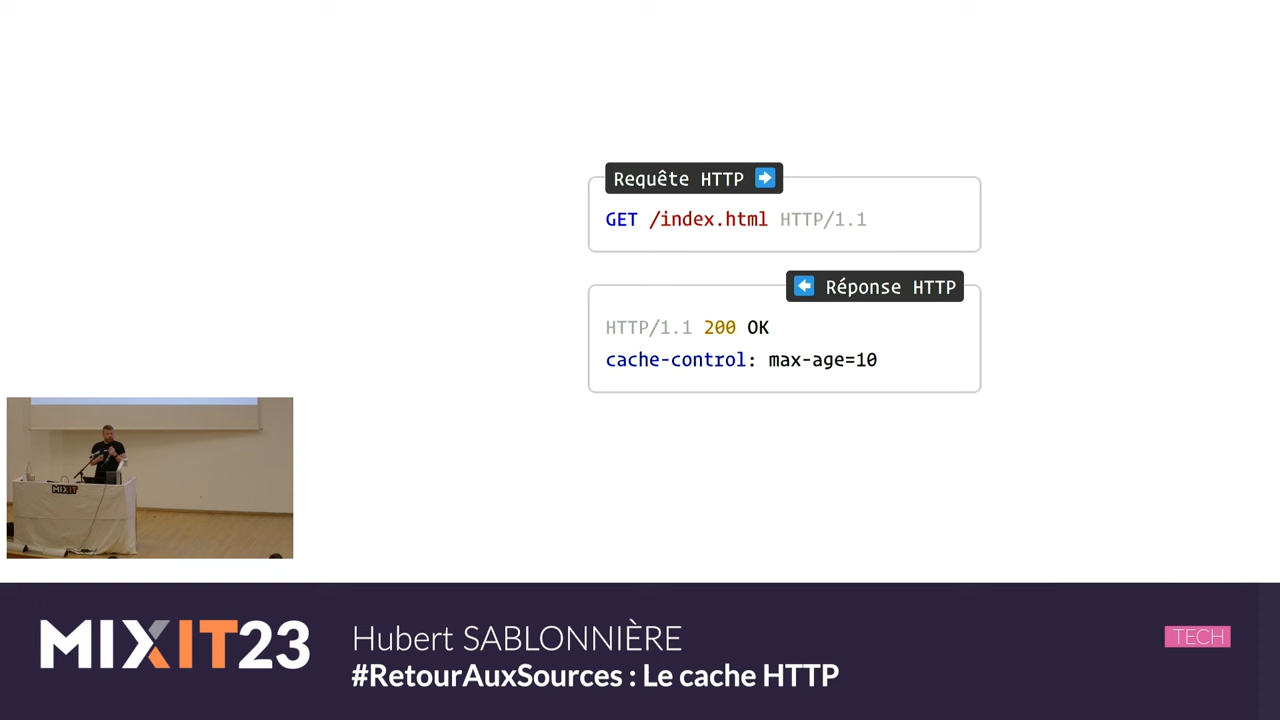 Requête HTTP ➡️
GET /index.html HTTP/1.1
⬅️ Réponse HTTP
HTTP/1.1 200 OK
cache-control: max-age=10
MIXIT
MIXIT23
Hubert SABLONNIÈRE
#RetourAuxSources : Le cache HTTP
TECH